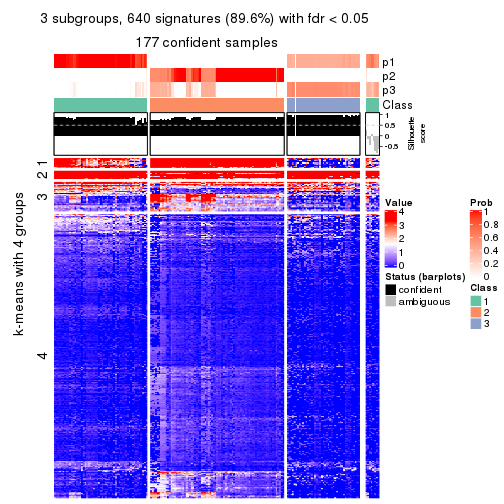 3 subgroups, 640 signatures (89.6%) with fdr < 0.05
177 confident samples
p1
p2
p3
Class
1
0.5
0
-0.5
Silhouette
score
1
2
3
4
k-means with 4 groups
Value
4
3
2
1
0
Status (barplots)
confident
ambiguous
Prob
1
0.8
0.6
0.4
0.2
0
Class
1
2
3